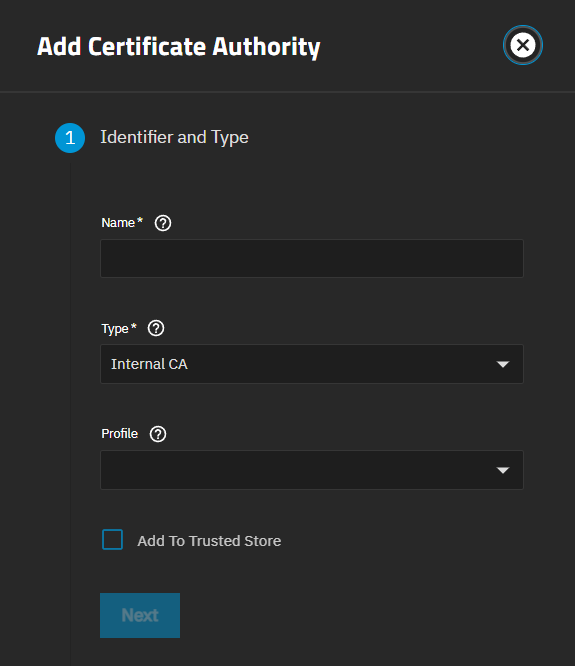 Add Certificate Authority
1 Identifier and Type
Name*
Type*
Internal CA
Profile
Add To Trusted Store
Next